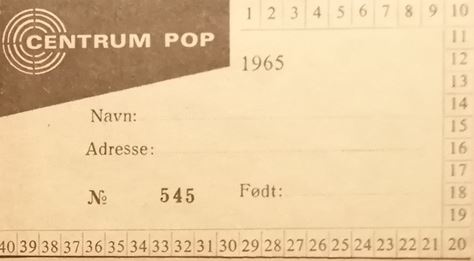 1 2 3 4 5 6 7 8 9 10
CENTRUM POP
11
1965
12
13
Navn:
14
15
Adresse:
16
17
№ 545 Født:
18
19
40 39 38 37 36 35 34 33 32 31 30 29 28 27 26 25 24 23 22 21 20